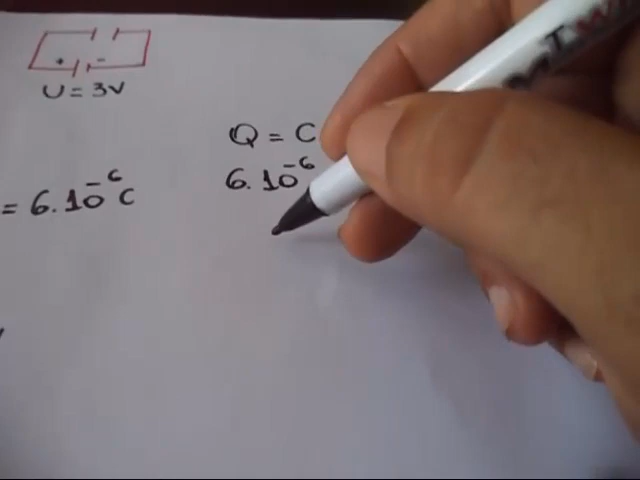 + -
U = 3V
Q = C
= 6.10⁻⁶ C
6.10⁻⁶